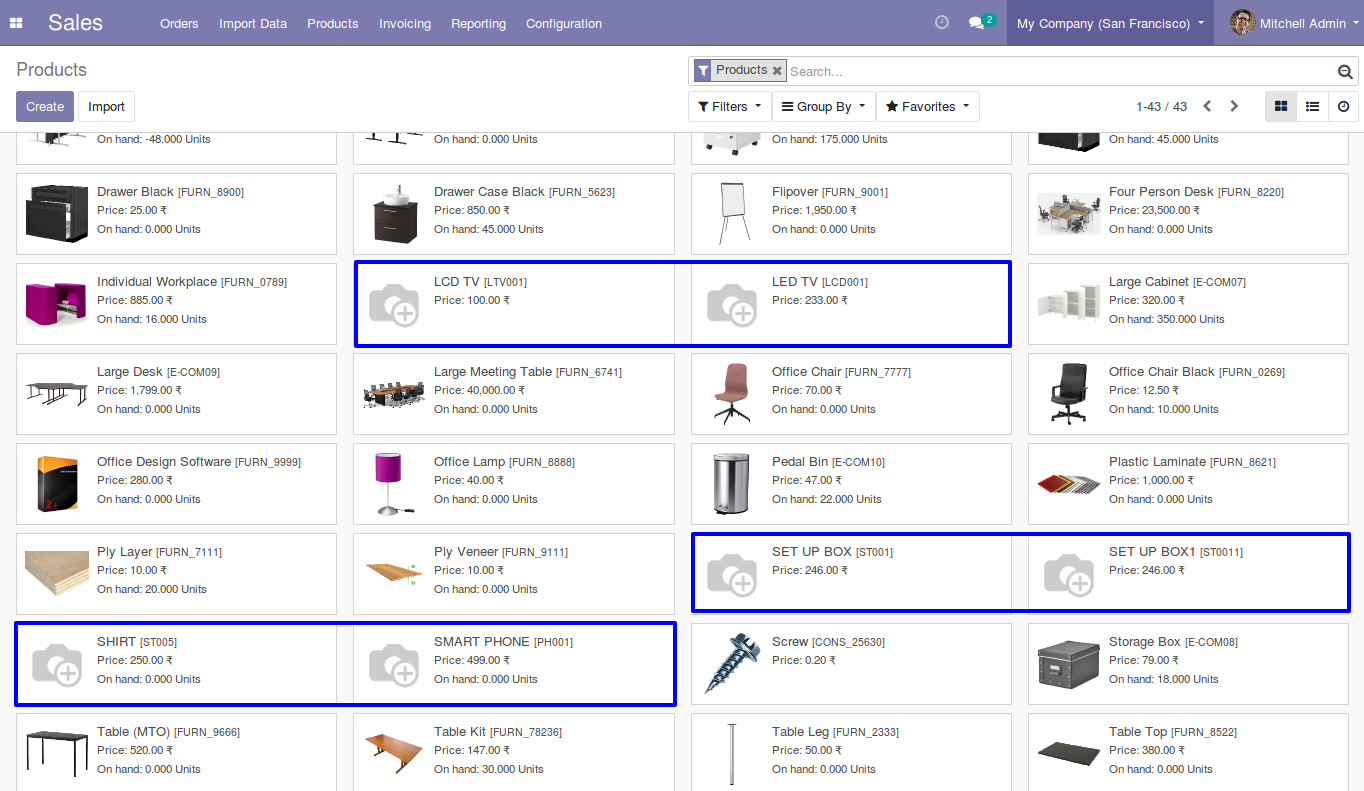 Sales Orders Import Data Products Invoicing Reporting Configuration 2 My Company (San Francisco) Mitchell Admin
Products
Products Search...
Create Import Filters Group By Favorites 1-43 / 43
On hand: -48.000 Units
On hand: 0.000 Units
On hand: 175.000 Units
On hand: 45.000 Units
Drawer Black [FURN_8900]
Price: 25.00 ₹
On hand: 0.000 Units
Drawer Case Black [FURN_5623]
Price: 850.00 ₹
On hand: 45.000 Units
Flipover [FURN_9001]
Price: 1,950.00 ₹
On hand: 0.000 Units
Four Person Desk [FURN_8220]
Price: 23,500.00 ₹
On hand: 0.000 Units
Individual Workplace [FURN_0789]
Price: 885.00 ₹
On hand: 16.000 Units
LCD TV [LTV001]
Price: 100.00 ₹
LED TV [LCD001]
Price: 233.00 ₹
Large Cabinet [E-COM07]
Price: 320.00 ₹
On hand: 350.000 Units
Large Desk [E-COM09]
Price: 1,799.00 ₹
On hand: 0.000 Units
Large Meeting Table [FURN_6741]
Price: 40,000.00 ₹
On hand: 0.000 Units
Office Chair [FURN_7777]
Price: 70.00 ₹
On hand: 0.000 Units
Office Chair Black [FURN_0269]
Price: 12.50 ₹
On hand: 10.000 Units
Office Design Software [FURN_9999]
Price: 280.00 ₹
On hand: 0.000 Units
Office Lamp [FURN_8888]
Price: 40.00 ₹
On hand: 0.000 Units
Pedal Bin [E-COM10]
Price: 47.00 ₹
On hand: 22.000 Units
Plastic Laminate [FURN_8621]
Price: 1,000.00 ₹
On hand: 0.000 Units
Ply Layer [FURN_7111]
Price: 10.00 ₹
On hand: 20.000 Units
Ply Veneer [FURN_9111]
Price: 10.00 ₹
On hand: 0.000 Units
SET UP BOX [ST001]
Price: 246.00 ₹
SET UP BOX1 [ST0011]
Price: 246.00 ₹
SHIRT [ST005]
Price: 250.00 ₹
On hand: 0.000 Units
SMART PHONE [PH001]
Price: 499.00 ₹
On hand: 0.000 Units
Screw [CONS_25630]
Price: 0.20 ₹
Storage Box [E-COM08]
Price: 79.00 ₹
On hand: 18.000 Units
Table (MTO) [FURN_9666]
Price: 520.00 ₹
On hand: 0.000 Units
Table Kit [FURN_78236]
Price: 147.00 ₹
On hand: 30.000 Units
Table Leg [FURN_2333]
Price: 50.00 ₹
On hand: 0.000 Units
Table Top [FURN_8522]
Price: 380.00 ₹
On hand: 0.000 Units